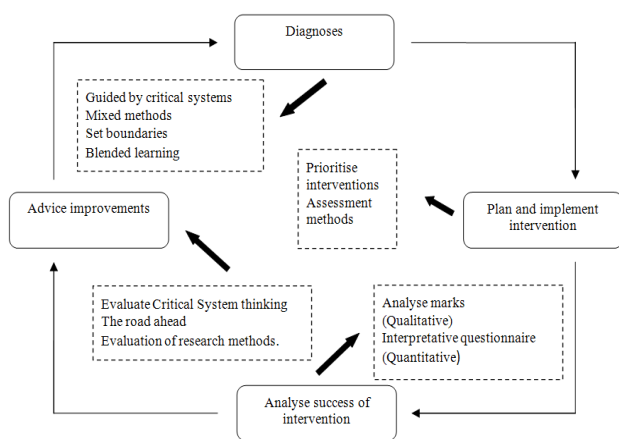 Diagnoses
Guided by critical systems
Mixed methods
Set boundaries
Blended learning
Prioritise
interventions
Assessment
methods
Advice improvements
Plan and implement
intervention
Evaluate Critical System thinking
The road ahead
Evaluation of research methods.
Analyse marks
(Qualitative)
Interpretative questionnaire
(Quantitative)
Analyse success of
intervention